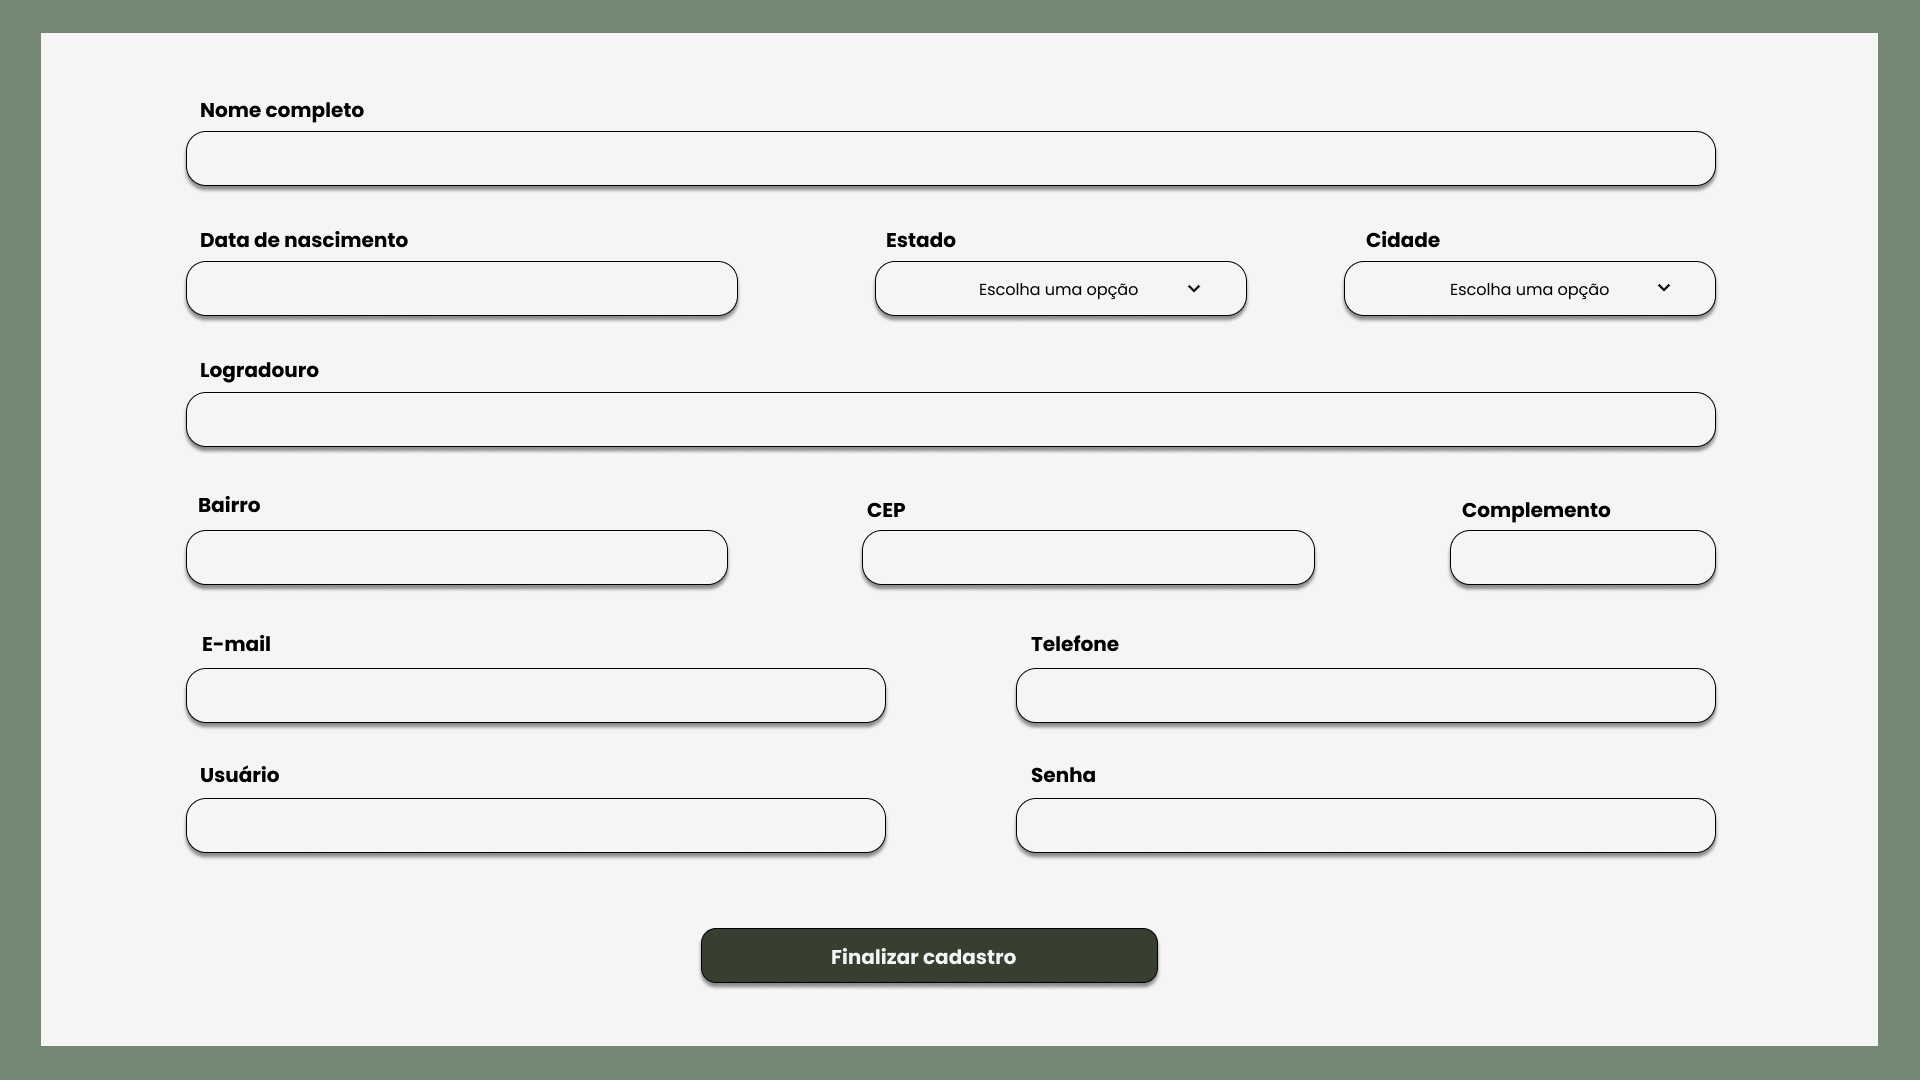 Nome completo
Data de nascimento
Estado
Cidade
Escolha uma opção
Escolha uma opção
Logradouro
Bairro
CEP
Complemento
E-mail
Telefone
Usuário
Senha
Finalizar cadastro